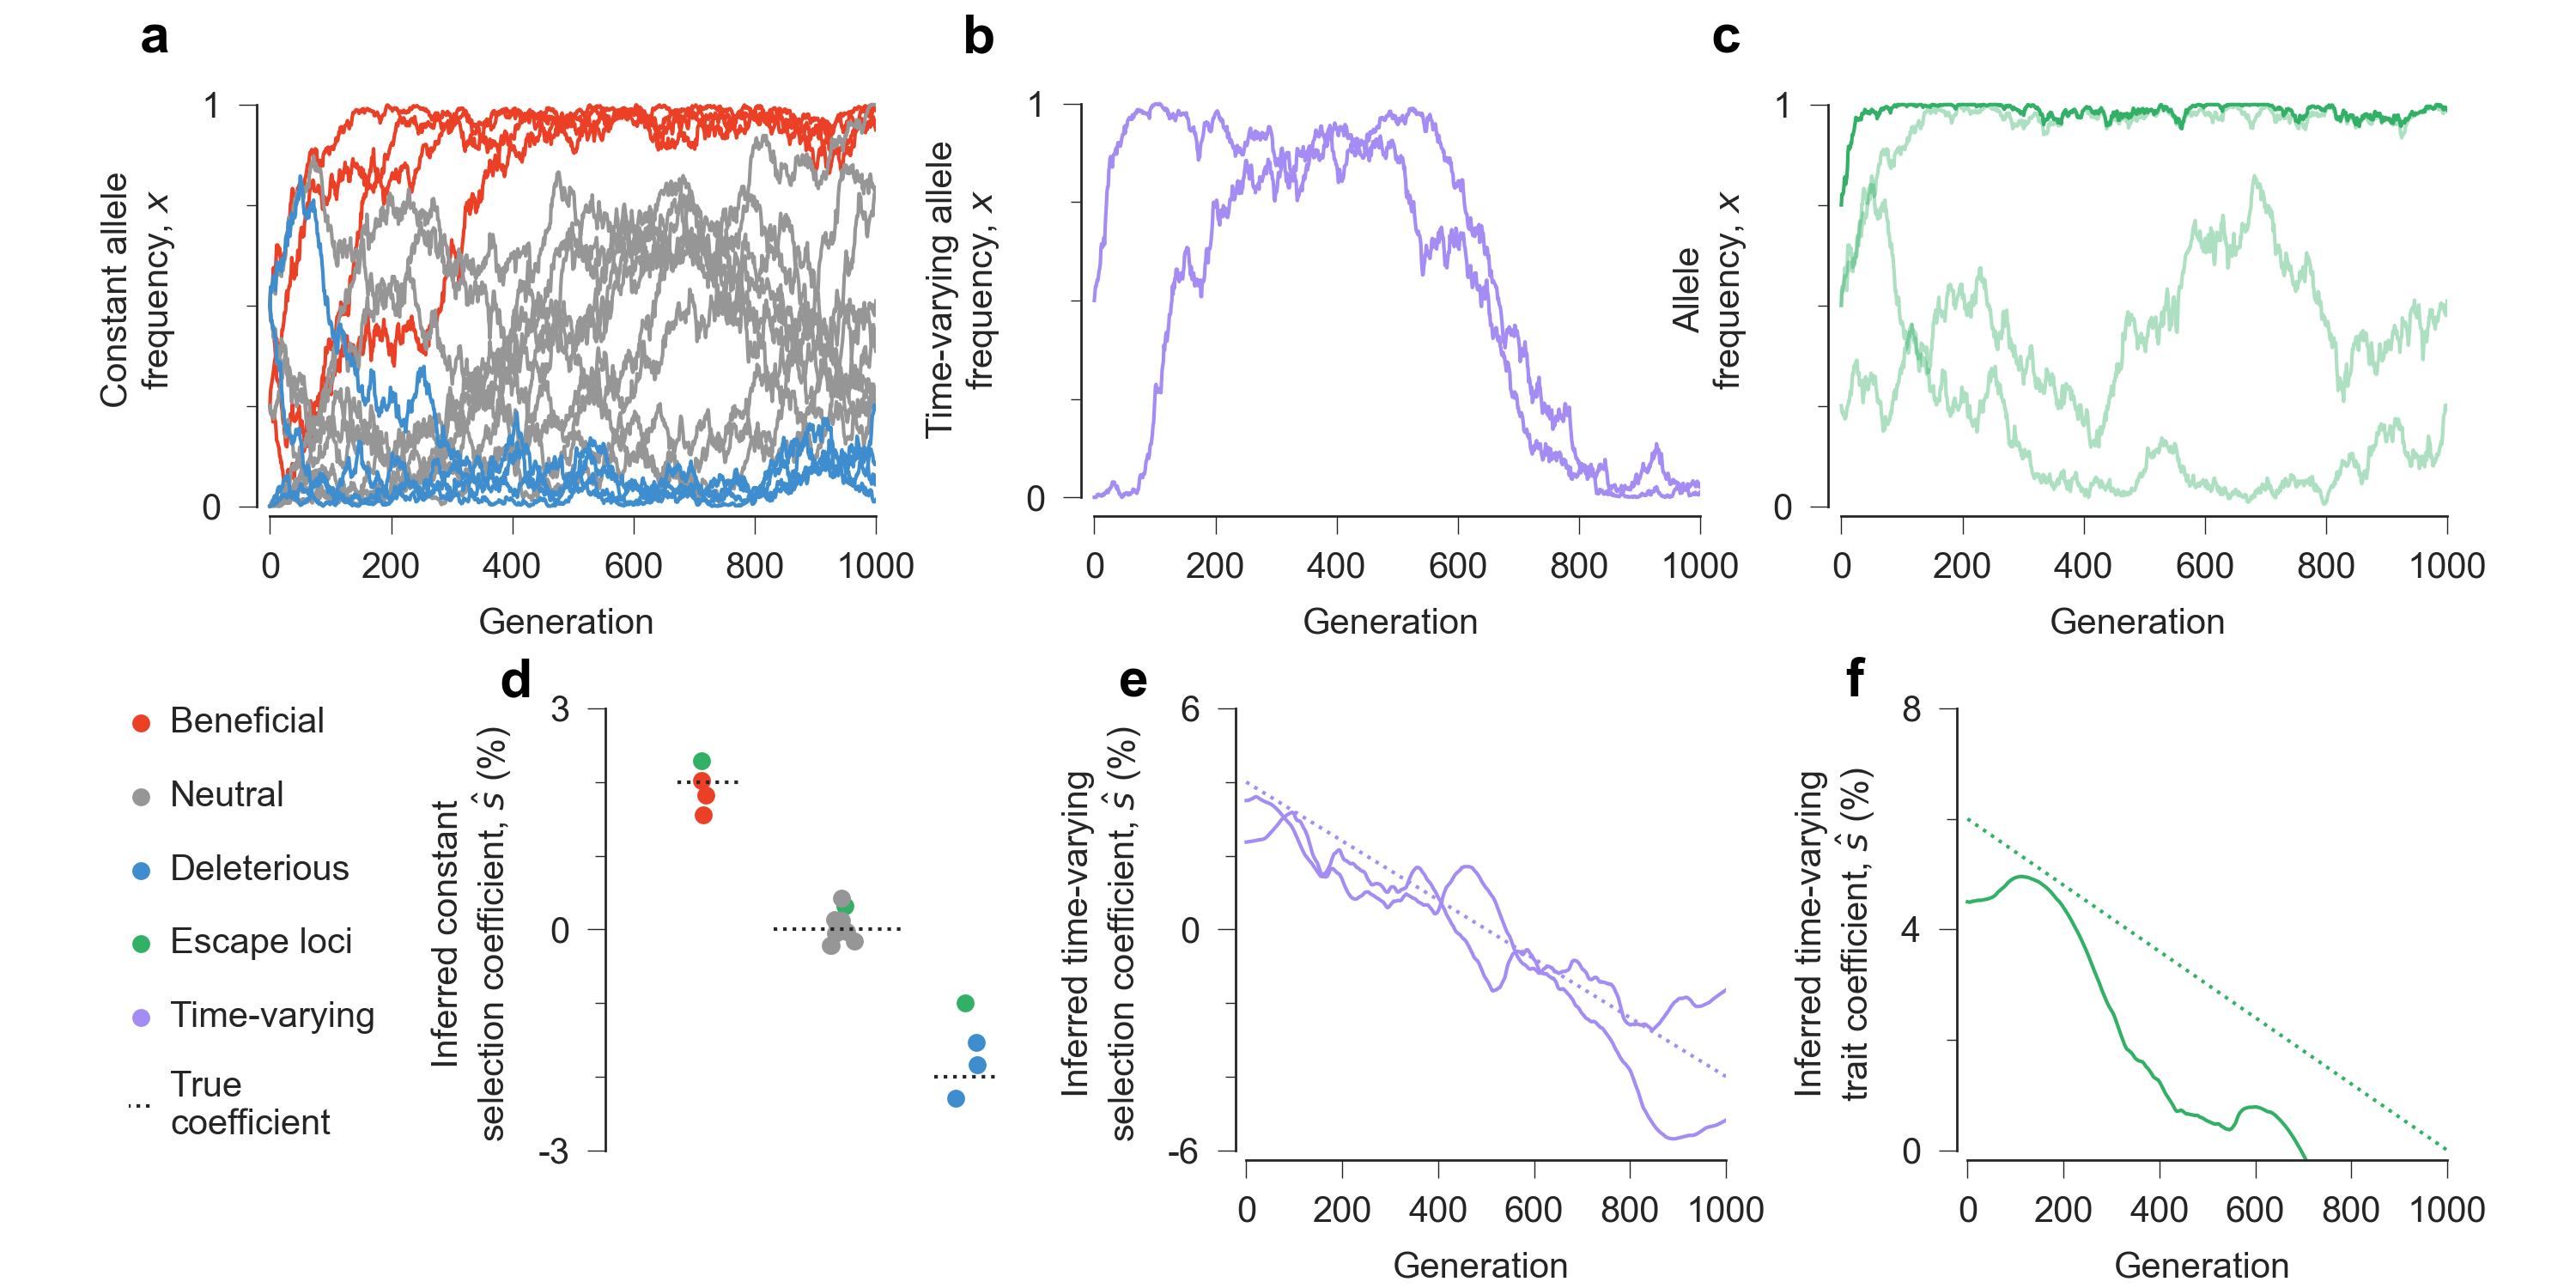 a
Constant allele
frequency, x
1
0
0 200 400 600 800 1000
Generation
b
Time-varying allele
frequency, x
1
0
0 200 400 600 800 1000
Generation
c
Allele
frequency, x
1
0
0 200 400 600 800 1000
Generation
Beneficial
Neutral
Deleterious
Escape loci
Time-varying
True
coefficient
d
Inferred constant
selection coefficient, ŝ (%)
3
0
-3
e
Inferred time-varying
selection coefficient, ŝ (%)
6
0
-6
0 200 400 600 800 1000
Generation
f
Inferred time-varying
trait coefficient, ŝ (%)
8
4
0
0 200 400 600 800 1000
Generation